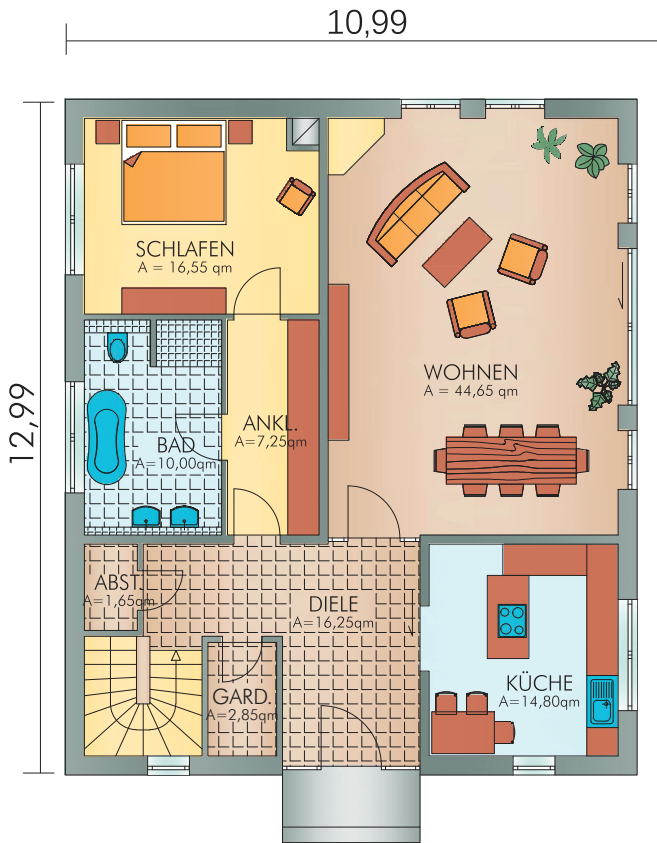 10,99
12,99
SCHLAFEN
A = 16,55 qm
WOHNEN
A = 44,65 qm
ANKL.
A=7,25qm
BAD
A=10,00qm
ABST.
A=1,65qm
DIELE
A=16,25qm
GARD.
A=2,85qm
KÜCHE
A=14,80qm